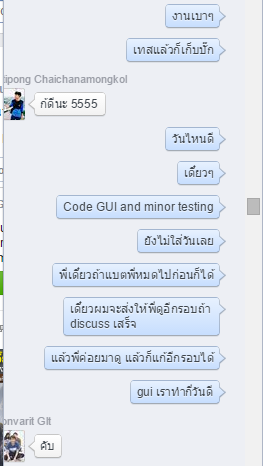 งานเบาๆ
เทสแล้วก็เก็บบั๊ก
tipong Chaichanamongkol
ก้ดีนะ 5555
วันไหนดี
เดี๋ยวๆ
Code GUI and minor testing
ยังไม่ใส่วันเลย
พี่เดี๋ยวถ้าแบตพี่หมดไปก่อนก็ได้
เดี๋ยวผมจะส่งให้พี่ดูอีกรอบถ้า
discuss เสร็จ
แล้วพี่ค่อยมาดู แล้วก็แก้อีกรอบได้
gui เราทำกี่วันดี
onvarit Git
คับ